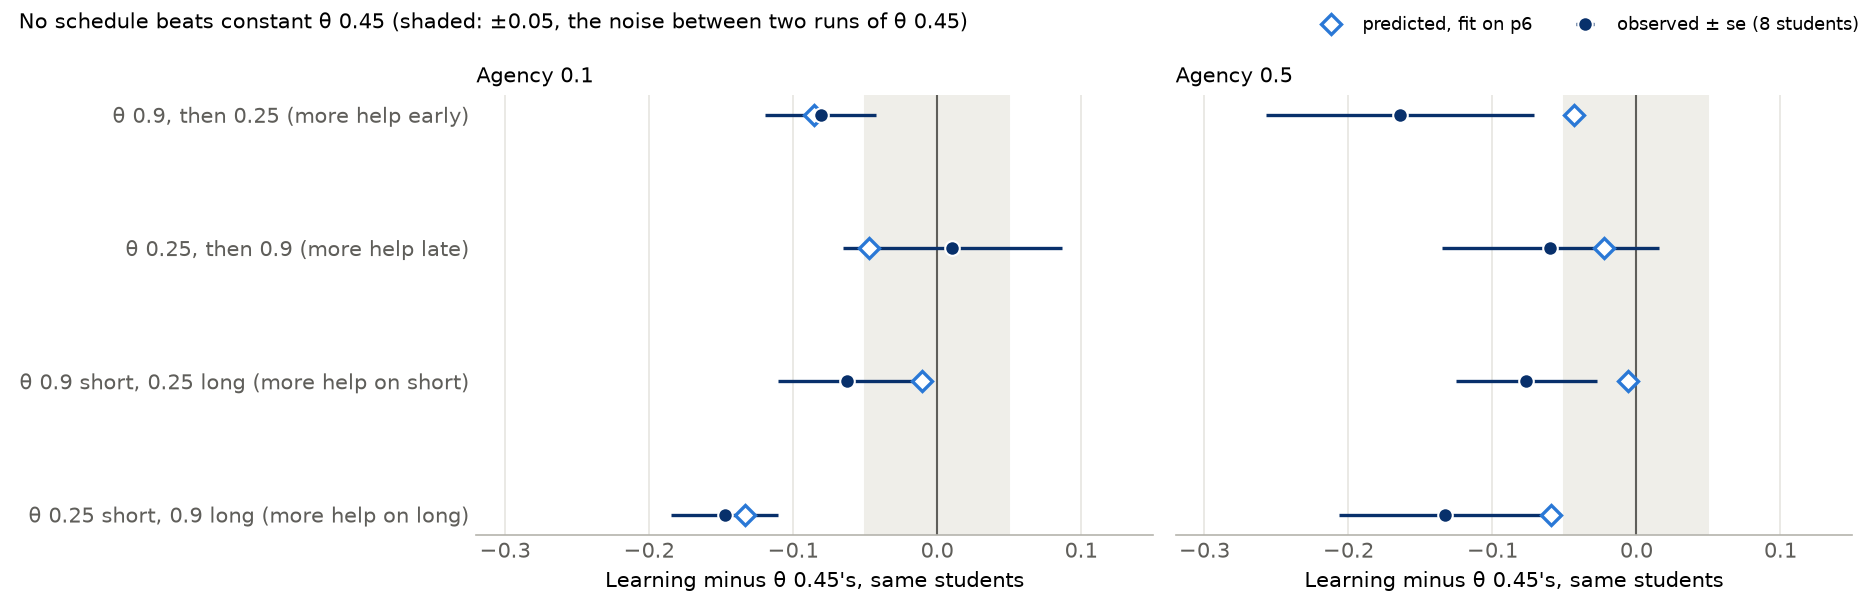 No schedule beats constant θ 0.45 (shaded: ±0.05, the noise between two runs of θ 0.45)
predicted, fit on p6
observed ± se (8 students)
Agency 0.1
Agency 0.5
θ 0.9, then 0.25 (more help early)
θ 0.25, then 0.9 (more help late)
θ 0.9 short, 0.25 long (more help on short)
θ 0.25 short, 0.9 long (more help on long)
−0.3 −0.2 −0.1 0.0 0.1
−0.3 −0.2 −0.1 0.0 0.1
Learning minus θ 0.45's, same students
Learning minus θ 0.45's, same students